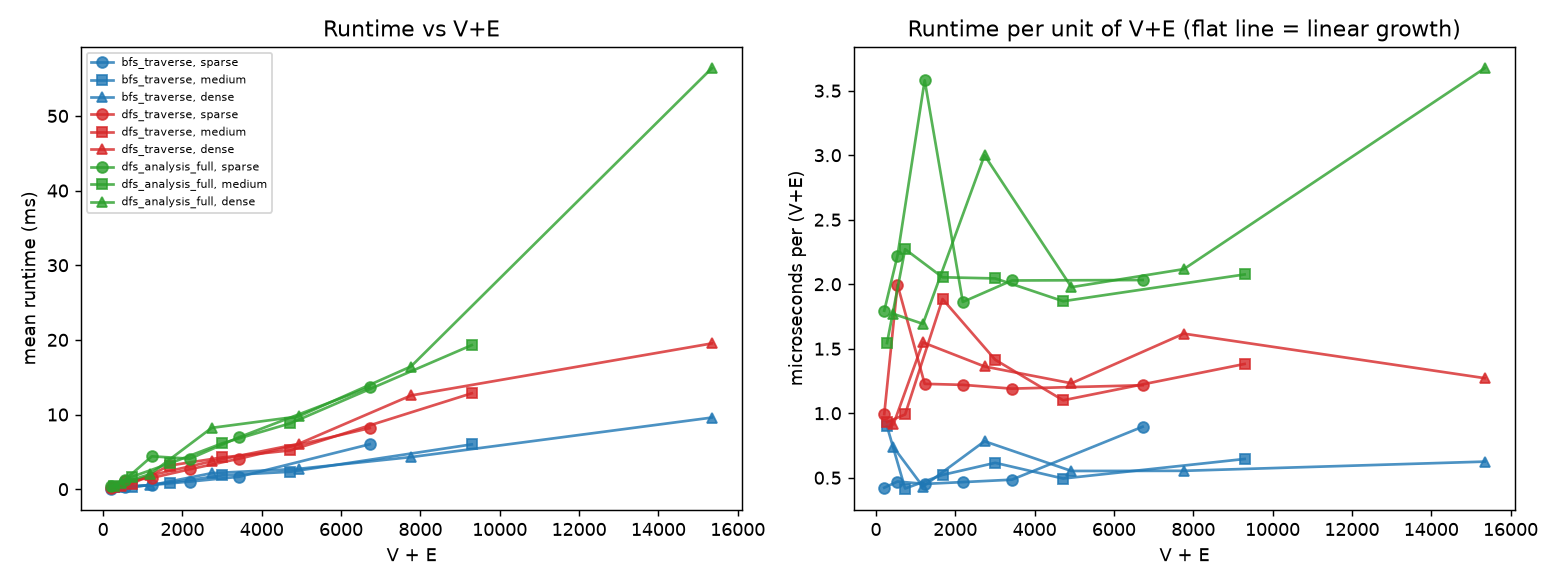 Runtime vs V+E
mean runtime (ms)
50
40
30
20
10
0
bfs_traverse, sparse
bfs_traverse, medium
bfs_traverse, dense
dfs_traverse, sparse
dfs_traverse, medium
dfs_traverse, dense
dfs_analysis_full, sparse
dfs_analysis_full, medium
dfs_analysis_full, dense
0 2000 4000 6000 8000 10000 12000 14000 16000
V + E
Runtime per unit of V+E (flat line = linear growth)
microseconds per (V+E)
3.5
3.0
2.5
2.0
1.5
1.0
0.5
0 2000 4000 6000 8000 10000 12000 14000 16000
V + E